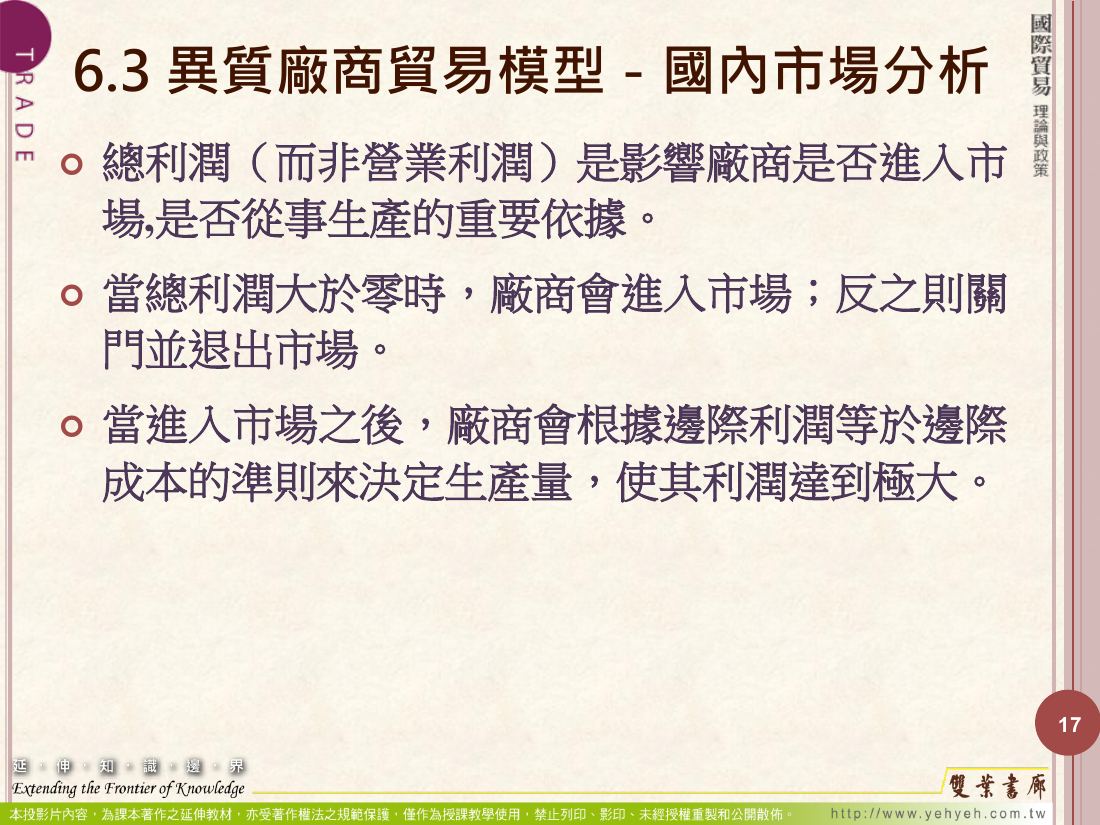 TRADE
國際貿易 理論與政策
6.3 異質廠商貿易模型 - 國內市場分析
總利潤（而非營業利潤）是影響廠商是否進入市
場,是否從事生產的重要依據。
當總利潤大於零時，廠商會進入市場；反之則關
門並退出市場。
當進入市場之後，廠商會根據邊際利潤等於邊際
成本的準則來決定生產量，使其利潤達到極大。
17
延。伸。知。識。邊。界
Extending the Frontier of Knowledge
雙葉書廊
本投影片內容，為課本著作之延伸教材，亦受著作權法之規範保護，僅作為授課教學使用，禁止列印、影印、未經授權重製和公開散佈。
http://www.yehyeh.com.tw